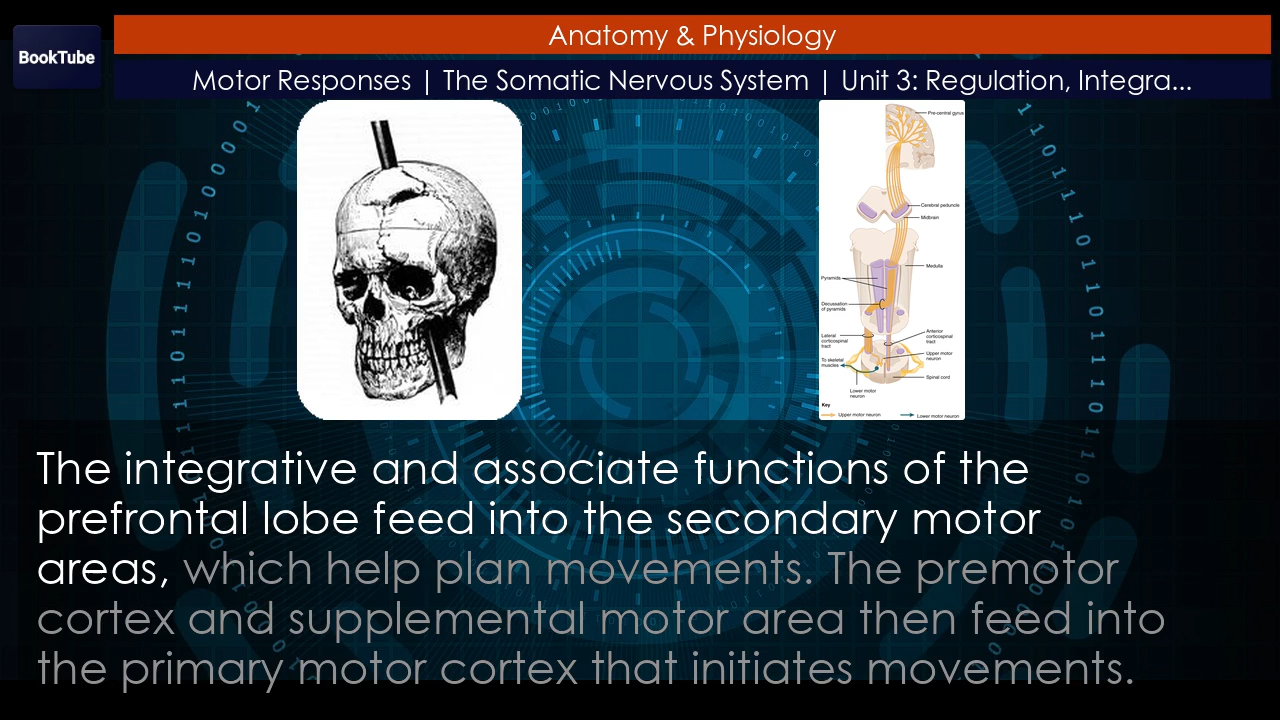 BookTube
Anatomy & Physiology
Motor Responses | The Somatic Nervous System | Unit 3: Regulation, Integra...
Pre-central gyrus
Cerebral peduncle
Midbrain
Medulla
Pyramids
Decussation
of pyramids
Lateral
corticospinal
tract
Anterior
corticospinal
tract
Upper motor
neuron
To skeletal
muscles
Spinal cord
Lower motor
neuron
Key
Upper motor neuron
Lower motor neuron
The integrative and associate functions of the
prefrontal lobe feed into the secondary motor
areas, which help plan movements. The premotor
cortex and supplemental motor area then feed into
the primary motor cortex that initiates movements.